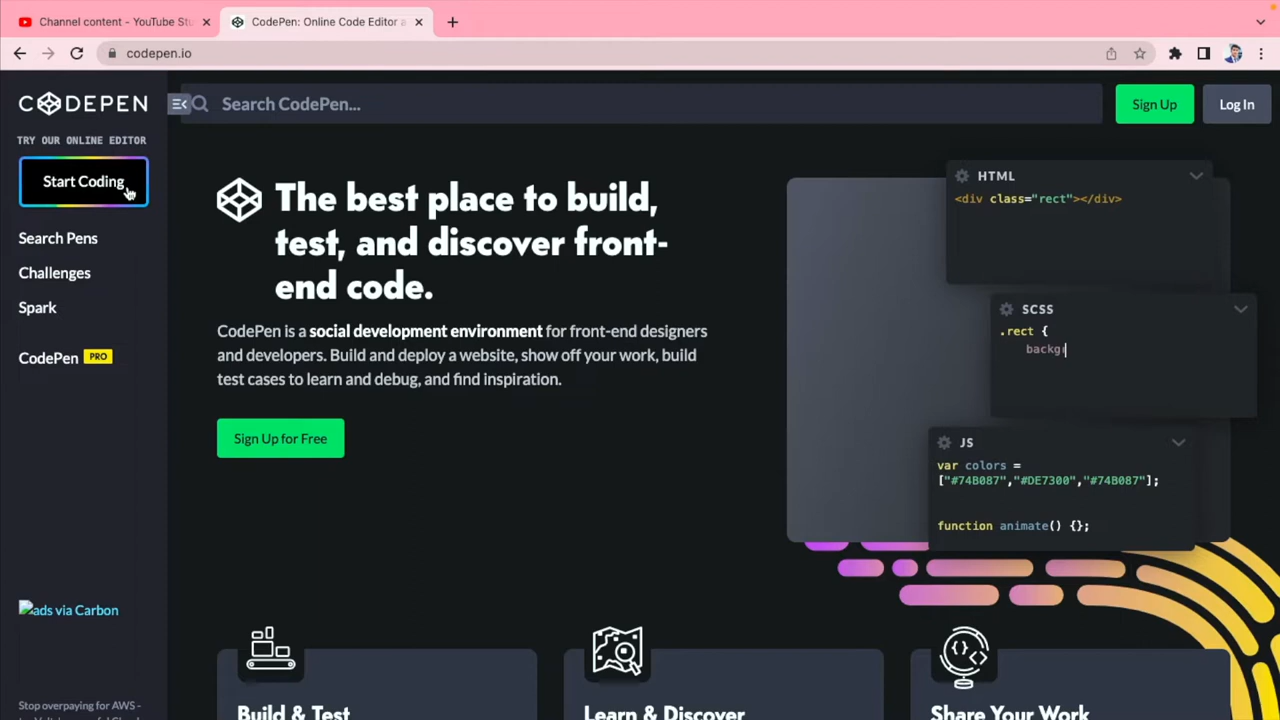 Channel content - YouTube Stu
CodePen: Online Code Editor a
codepen.io
CODEPEN
Search CodePen...
Sign Up
Log In
TRY OUR ONLINE EDITOR
Start Coding
Search Pens
Challenges
Spark
CodePen PRO
ads via Carbon
Stop overpaying for AWS -
The best place to build,
test, and discover front-
end code.
CodePen is a social development environment for front-end designers
and developers. Build and deploy a website, show off your work, build
test cases to learn and debug, and find inspiration.
Sign Up for Free
HTML
<div class="rect"></div>
SCSS
.rect {
backgr
JS
var colors =
["#74B087","#DE7300","#74B087"];
function animate() {};
Build & Test
Learn & Discover
Share Your Work